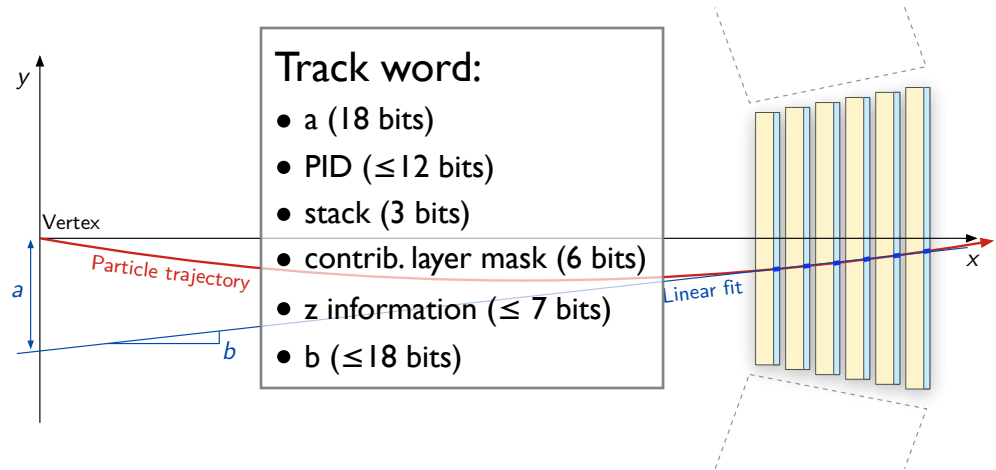 y
Track word:
• a (18 bits)
• PID (≤12 bits)
• stack (3 bits)
Vertex
• contrib. layer mask (6 bits)
x
Particle trajectory
a
Linear fit
• z information (≤ 7 bits)
b
• b (≤18 bits)